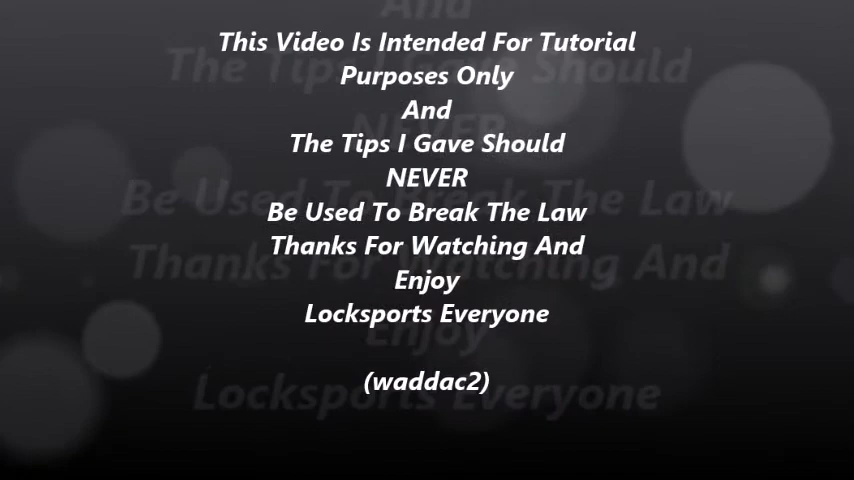 This Video Is Intended For Tutorial
Purposes Only
And
The Tips I Gave Should
NEVER
Be Used To Break The Law
Thanks For Watching And
Enjoy
Locksports Everyone
(waddac2)